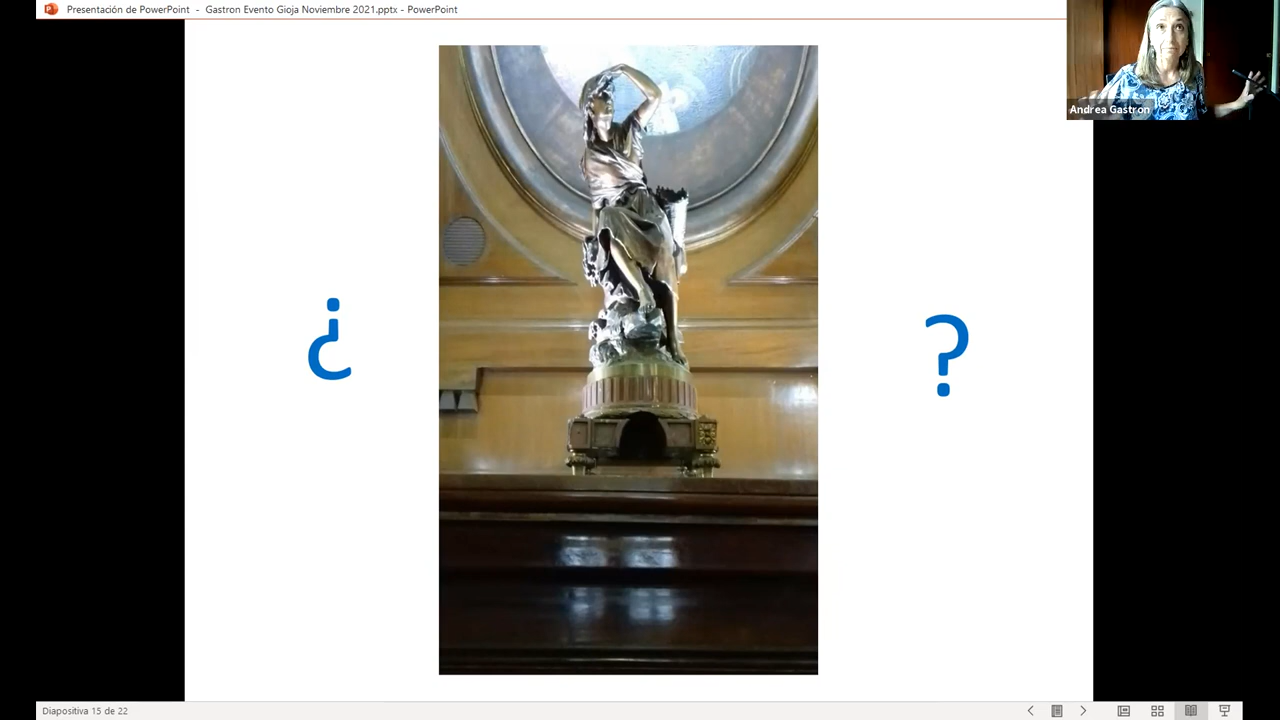 Presentación de PowerPoint - Gastron Evento Gioja Noviembre 2021.pptx - PowerPoint
Andrea Gastron
¿ ?
Diapositiva 15 de 22